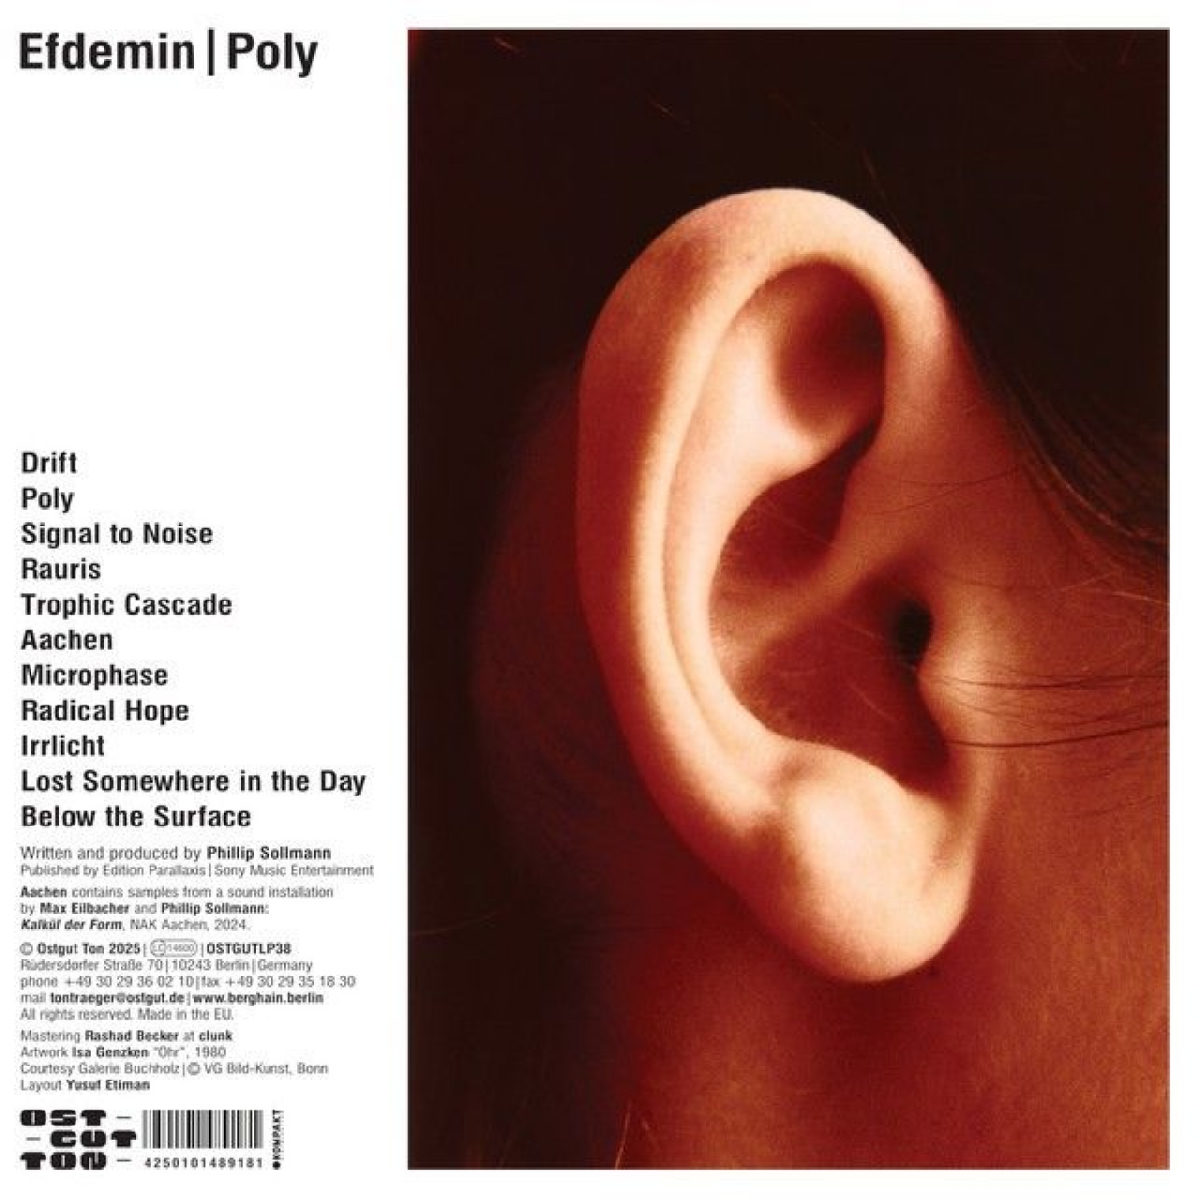 Efdemin | Poly
Drift
Poly
Signal to Noise
Rauris
Trophic Cascade
Aachen
Microphase
Radical Hope
Irrlicht
Lost Somewhere in the Day
Below the Surface
Written and produced by Phillip Sollmann
Published by Edition Parallaxis | Sony Music Entertainment
Aachen contains samples from a sound installation
by Max Eilbacher and Phillip Sollmann:
Kalkül der Form, NAK Aachen, 2024.
© Ostgut Ton 2025 | LC 14600 | OSTGUTLP38
Rüdersdorfer Straße 70 | 10243 Berlin | Germany
phone +49 30 29 36 02 10 | fax +49 30 29 35 18 30
mail tontraeger@ostgut.de | www.berghain.berlin
All rights reserved. Made in the EU.
Mastering Rashad Becker at clunk
Artwork Isa Genzken "Ohr", 1980
Courtesy Galerie Buchholz | © VG Bild-Kunst, Bonn
Layout Yusuf Etiman
OST –
– GUT
TON –
4250101489181
KOMPAKT